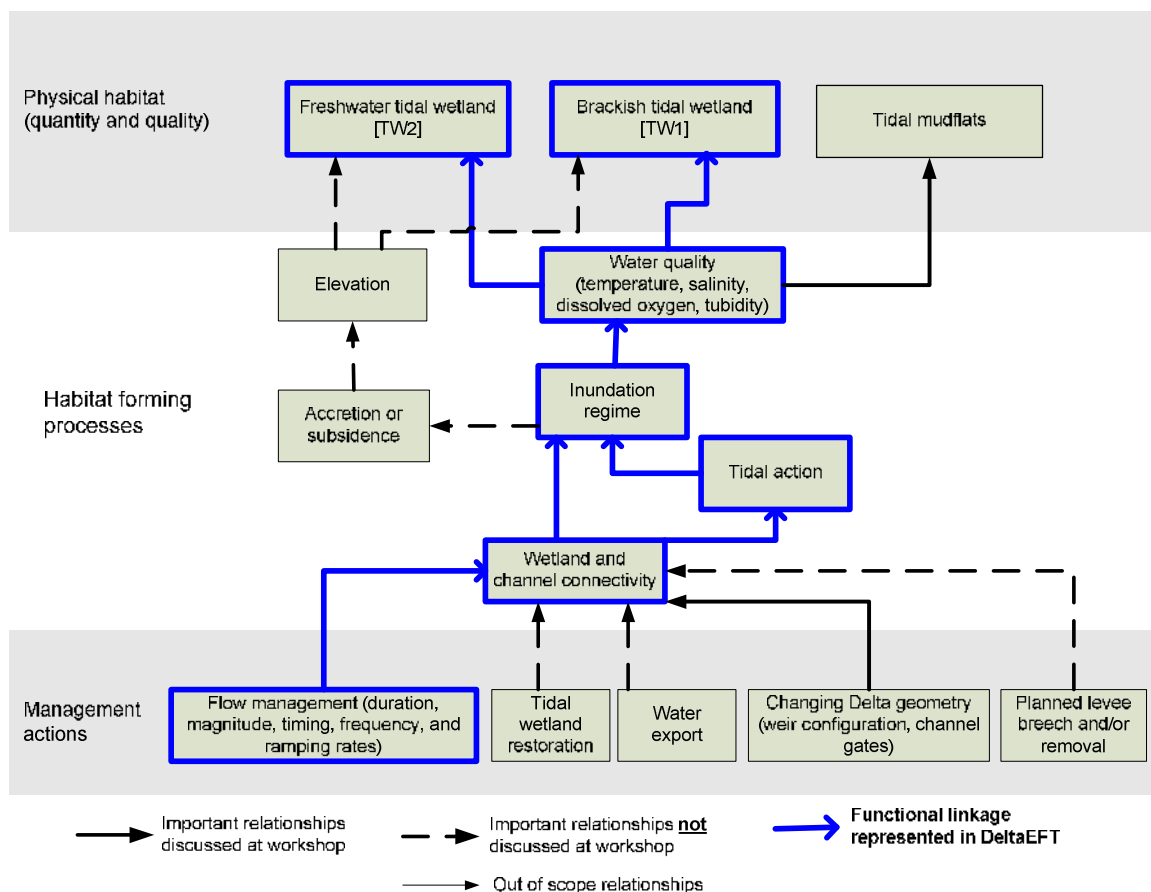 Physical habitat
(quantity and quality)
Freshwater tidal wetland
[TW2]
Brackish tidal wetland
[TW1]
Tidal mudflats
Elevation
Water quality
(temperature, salinity,
dissolved oxygen, tubidity)
Habitat forming
processes
Accretion or
subsidence
Inundation
regime
Tidal action
Wetland and
channel connectivity
Management
actions
Flow management (duration,
magnitude, timing, frequency, and
ramping rates)
Tidal
wetland
restoration
Water
export
Changing Delta geometry
(weir configuration, channel
gates)
Planned levee
breech and/or
removal
Important relationships
discussed at workshop
Important relationships not
discussed at workshop
Functional linkage
represented in DeltaEFT
Out of scope relationships